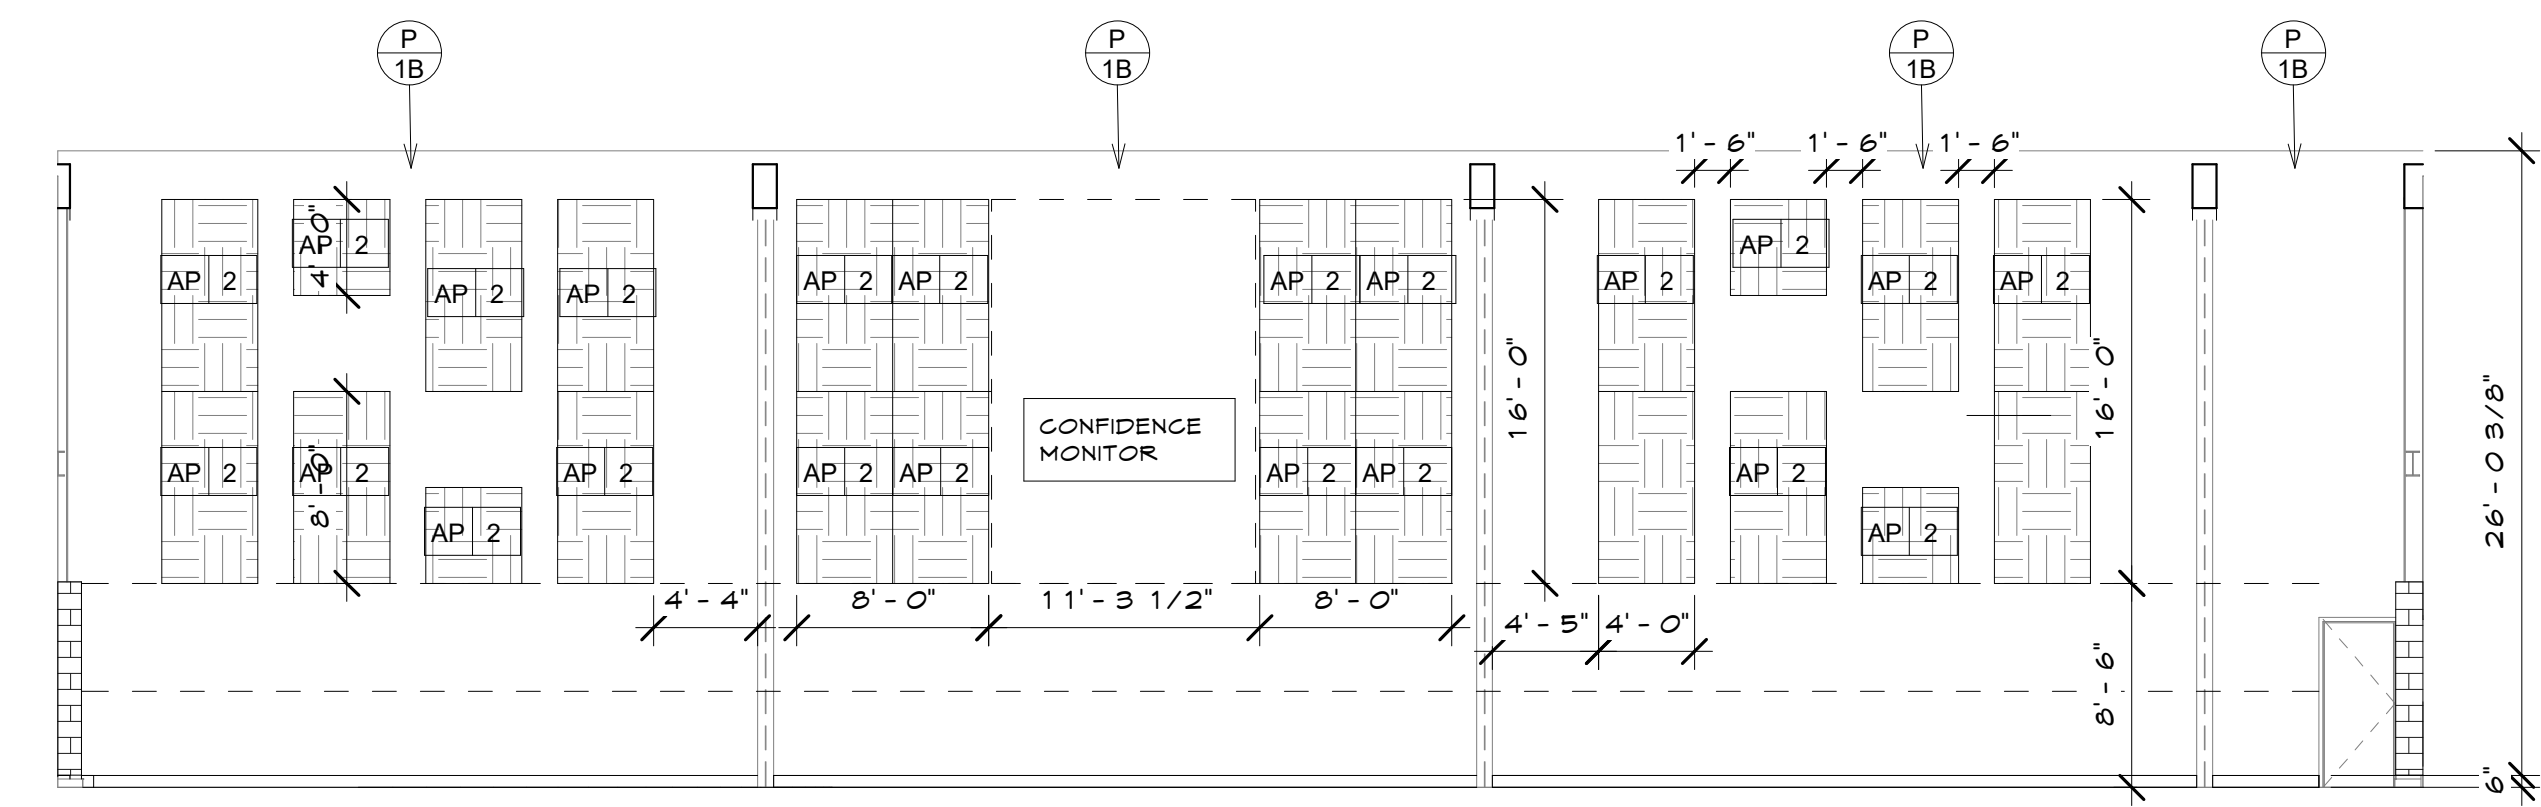 P P P P
1B 1B 1B 1B
1' - 6" 1' - 6" 1' - 6"
4' - 0"
AP 2 AP 2
AP 2 AP 2 AP 2 AP 2 AP 2 AP 2 AP 2 AP 2
AP 2 AP 2
16' - 0" 16' - 0" 26' - 0 3/8"
CONFIDENCE
MONITOR
AP 2 AP 2 AP 2 AP 2 AP 2 AP 2 AP 2 AP 2
8' - 0"
AP 2 AP 2
4' - 4" 8' - 0" 11' - 3 1/2" 8' - 0"
4' - 5" 4' - 0"
8' - 6"
6"